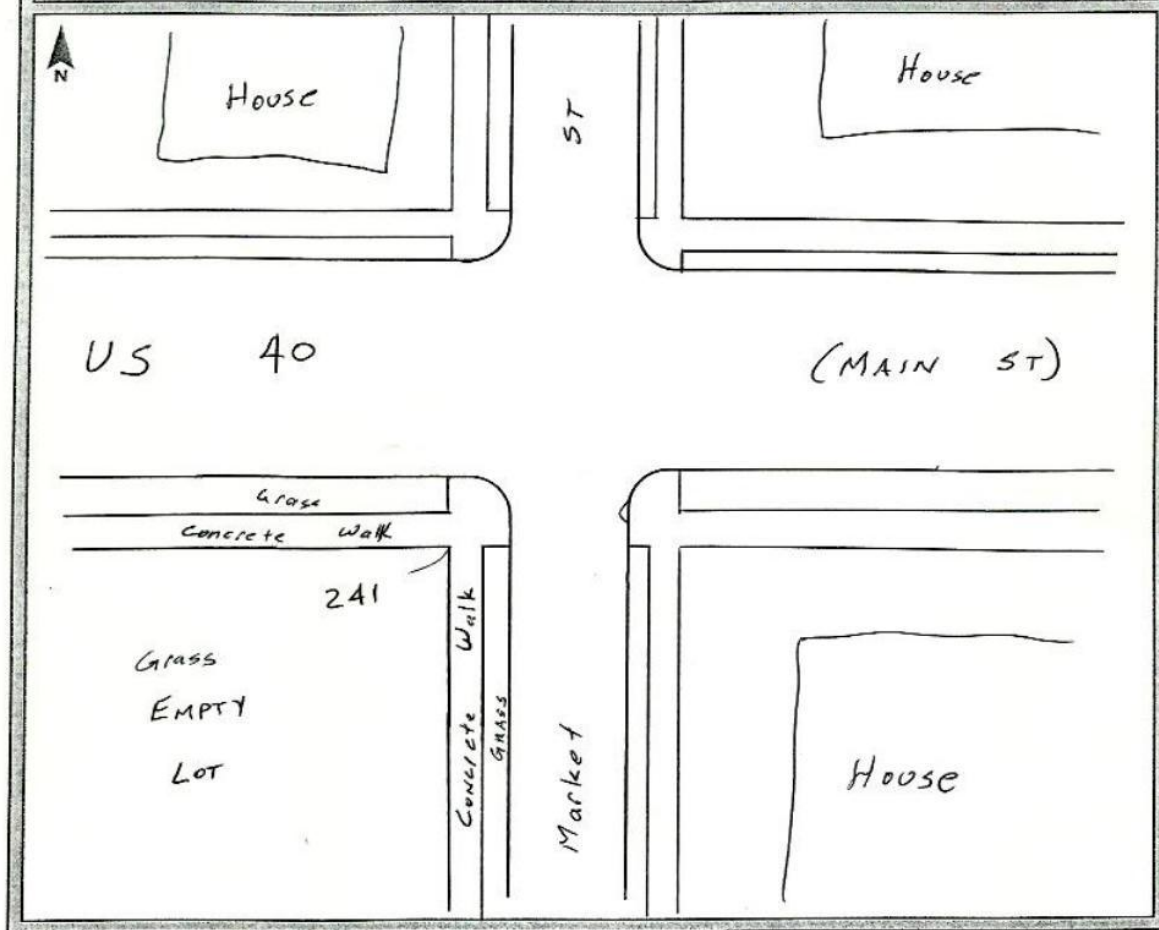 N
House
House
ST
US 40
(MAIN ST)
Grass
Concrete Walk
241
Grass
EMPTY
LOT
Concrete Walk
GRASS
Market
House